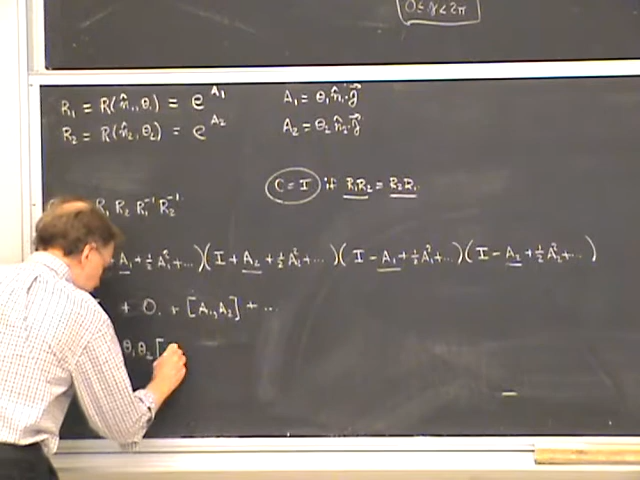 0 ≤ γ < 2π
R₁ = R(n̂₁, θ₁) = e^A₁ A₁ = θ₁ n̂₁·J⃗
R₂ = R(n̂₂, θ₂) = e^A₂ A₂ = θ₂ n̂₂·J⃗
C = I if R₁R₂ = R₂R₁
R₁ R₂ R₁⁻¹ R₂⁻¹
A₁ + ½A₁² + ...)(I + A₂ + ½A₂² + ...)(I − A₁ + ½A₁² + ...)(I − A₂ + ½A₂² + ...)
+ O + [A₁, A₂] + ...
θ₁θ₂[